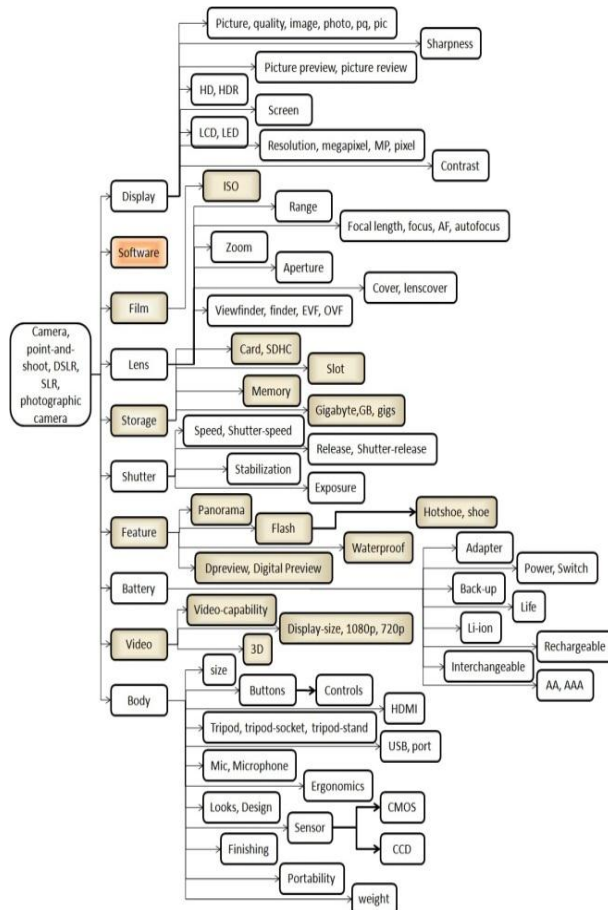 Picture, quality, image, photo, pq, pic
Sharpness
Picture preview, picture review
HD, HDR
Screen
LCD, LED
Resolution, megapixel, MP, pixel
Contrast
Display
ISO
Range
Focal length, focus, AF, autofocus
Software
Zoom
Aperture
Cover, lenscover
Film
Viewfinder, finder, EVF, OVF
Camera,
point-and-
shoot, DSLR,
SLR,
photographic
camera
Lens
Card, SDHC
Slot
Memory
Storage
Gigabyte,GB, gigs
Speed, Shutter-speed
Release, Shutter-release
Shutter
Stabilization
Exposure
Panorama
Hotshoe, shoe
Flash
Feature
Waterproof
Adapter
Dpreview, Digital Preview
Power, Switch
Battery
Back-up
Life
Video-capability
Li-ion
Display-size, 1080p, 720p
Video
3D
Rechargeable
Interchangeable
size
AA, AAA
Body
Buttons
Controls
HDMI
Tripod, tripod-socket, tripod-stand
USB, port
Mic, Microphone
Ergonomics
Looks, Design
CMOS
Sensor
Finishing
CCD
Portability
weight